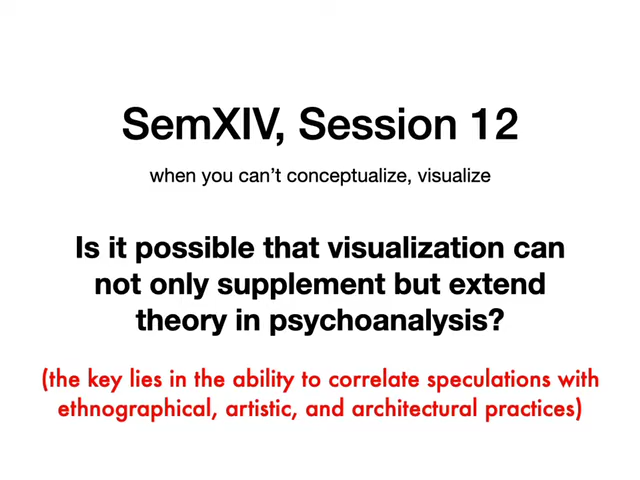 SemXIV, Session 12
when you can’t conceptualize, visualize
Is it possible that visualization can
not only supplement but extend
theory in psychoanalysis?
(the key lies in the ability to correlate speculations with
ethnographical, artistic, and architectural practices)